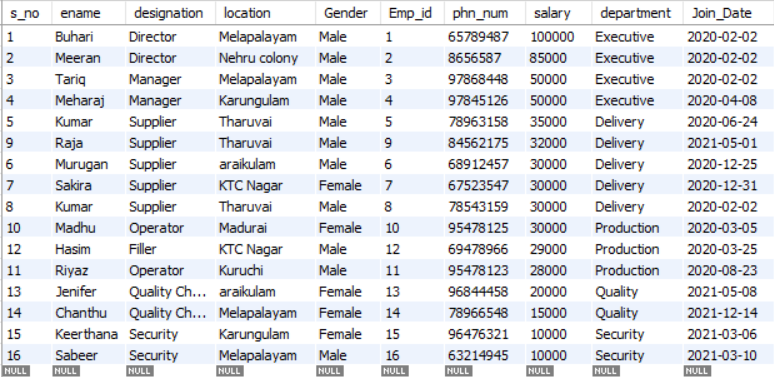 s_no ename designation location Gender Emp_id phn_num salary department Join_Date
1 Buhari Director Melapalayam Male 1 65789487 100000 Executive 2020-02-02
2 Meeran Director Nehru colony Male 2 8656587 85000 Executive 2020-02-02
3 Tariq Manager Melapalayam Male 3 97868448 50000 Executive 2020-02-02
4 Meharaj Manager Karungulam Male 4 97845126 50000 Executive 2020-04-08
5 Kumar Supplier Tharuvai Male 5 78963158 35000 Delivery 2020-06-24
9 Raja Supplier Tharuvai Male 9 84562175 32000 Delivery 2021-05-01
6 Murugan Supplier araikulam Male 6 68912457 30000 Delivery 2020-12-25
7 Sakira Supplier KTC Nagar Female 7 67523547 30000 Delivery 2020-12-31
8 Kumar Supplier Tharuvai Male 8 78543159 30000 Delivery 2020-02-02
10 Madhu Operator Madurai Female 10 95478125 30000 Production 2020-03-05
12 Hasim Filler KTC Nagar Male 12 69478966 29000 Production 2020-03-25
11 Riyaz Operator Kuruchi Male 11 95478123 28000 Production 2020-08-23
13 Jenifer Quality Ch... araikulam Female 13 96844458 20000 Quality 2021-05-08
14 Chanthu Quality Ch... Melapalayam Female 14 78966548 15000 Quality 2021-12-14
15 Keerthana Security Karungulam Female 15 96476321 10000 Security 2021-03-06
16 Sabeer Security Melapalayam Male 16 63214945 10000 Security 2021-03-10
NULL NULL NULL NULL NULL NULL NULL NULL NULL NULL